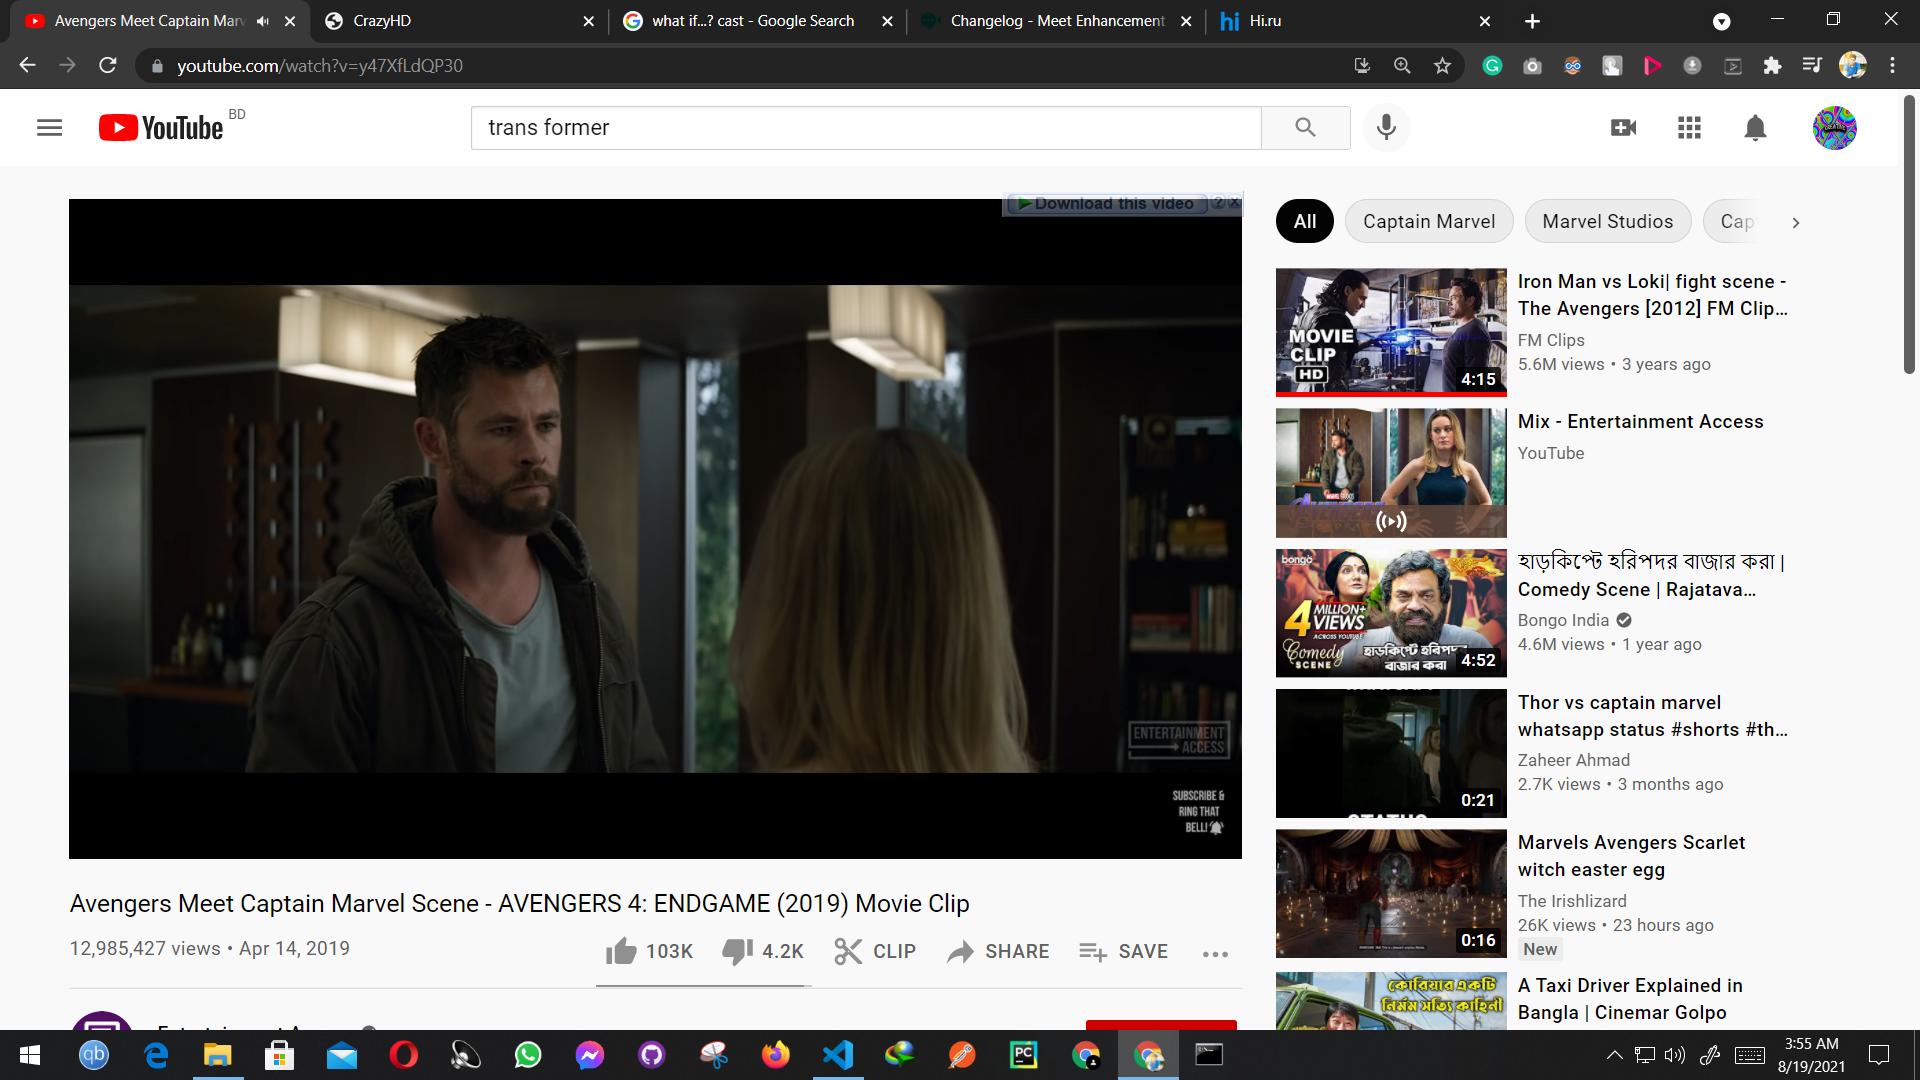 Avengers Meet Captain Marv
CrazyHD
what if...? cast - Google Search
Changelog - Meet Enhancement
hi Hi.ru
youtube.com/watch?v=y47XfLdQP30
YouTube BD
trans former
Download this video
All
Captain Marvel
Marvel Studios
Cap
MOVIE
CLIP
HD
4:15
Iron Man vs Loki| fight scene -
The Avengers [2012] FM Clip...
FM Clips
5.6M views • 3 years ago
Mix - Entertainment Access
YouTube
bongo
4 MILLION+
VIEWS
ACROSS YOUTUBE
Comedy
SCENE
হাড়কিপ্টে হরিপদর
বাজার করা
4:52
হাড়কিপ্টে হরিপদর বাজার করা |
Comedy Scene | Rajatava...
Bongo India
4.6M views • 1 year ago
STATUS
0:21
Thor vs captain marvel
whatsapp status #shorts #th...
Zaheer Ahmad
2.7K views • 3 months ago
0:16
Marvels Avengers Scarlet
witch easter egg
The Irishlizard
26K views • 23 hours ago
New
কোরিয়ার একটি
নির্মম সত্যি কাহিনী
A Taxi Driver Explained in
Bangla | Cinemar Golpo
ENTERTAINMENT
ACCESS
SUBSCRIBE &
RING THAT
BELL!
Avengers Meet Captain Marvel Scene - AVENGERS 4: ENDGAME (2019) Movie Clip
12,985,427 views • Apr 14, 2019
103K
4.2K
CLIP
SHARE
SAVE
qb
PC
3:55 AM
8/19/2021